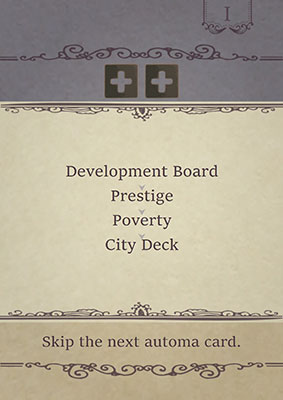 I
Development Board
Prestige
Poverty
City Deck
Skip the next automa card.